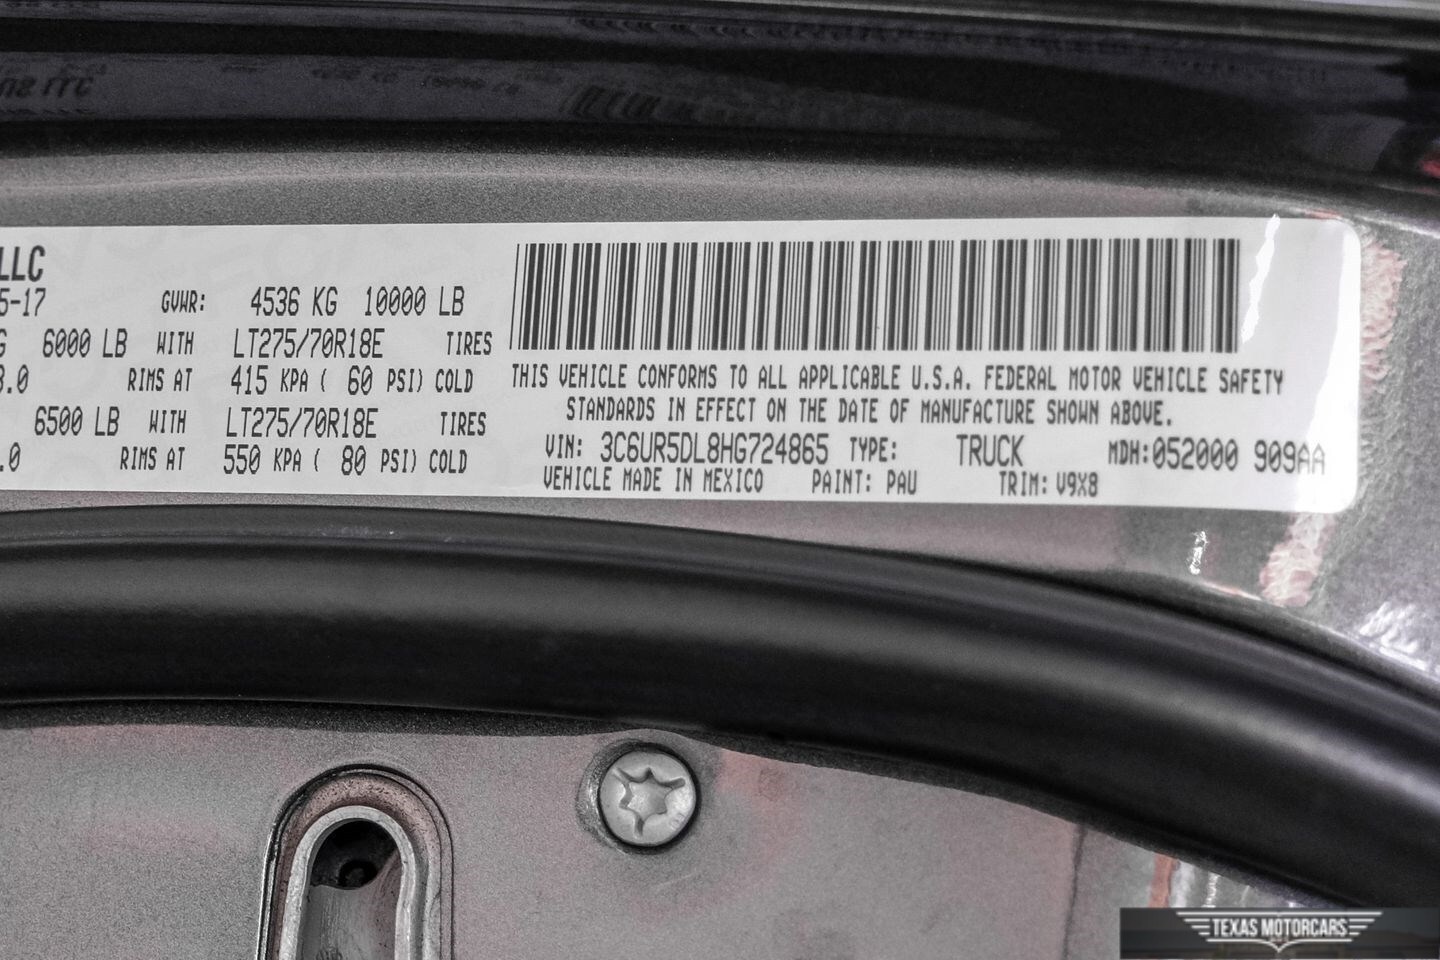 LLC
5-17 GVWR: 4536 KG 10000 LB
G 6000 LB WITH LT275/70R18E TIRES
.0 RIMS AT 415 KPA ( 60 PSI) COLD
6500 LB WITH LT275/70R18E TIRES
.0 RIMS AT 550 KPA ( 80 PSI) COLD
THIS VEHICLE CONFORMS TO ALL APPLICABLE U.S.A. FEDERAL MOTOR VEHICLE SAFETY
STANDARDS IN EFFECT ON THE DATE OF MANUFACTURE SHOWN ABOVE.
VIN: 3C6UR5DL8HG724865 TYPE: TRUCK MDH:052000 909AA
VEHICLE MADE IN MEXICO PAINT: PAU TRIM: V9X8
TEXAS MOTORCARS